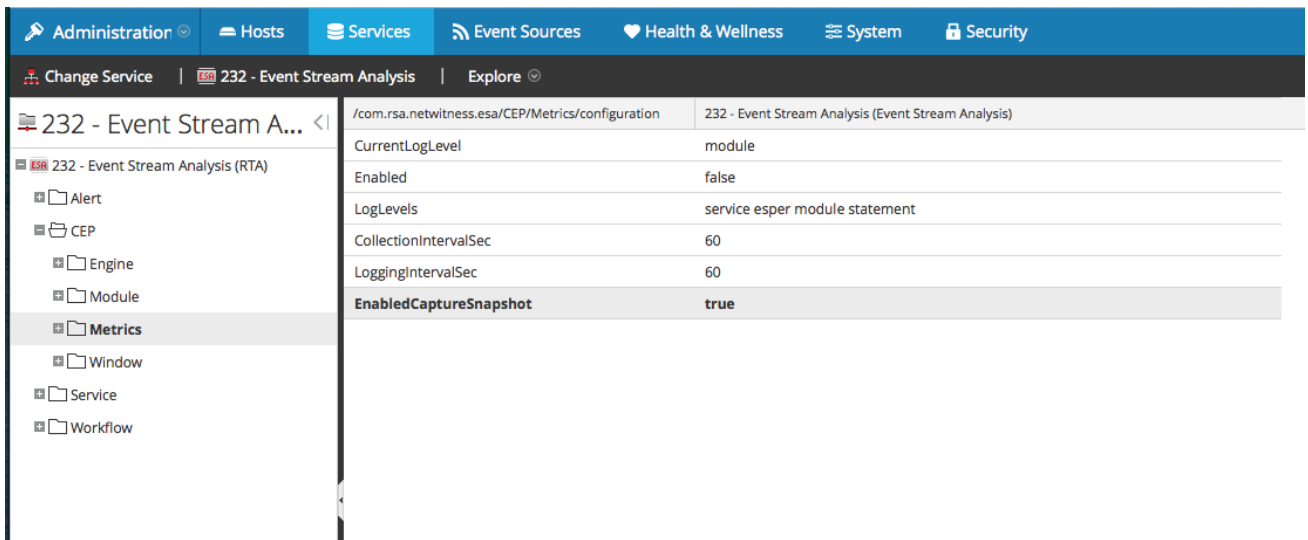 Administration Hosts Services Event Sources Health & Wellness System Security
Change Service | ESA 232 - Event Stream Analysis | Explore
232 - Event Stream A...
ESA 232 - Event Stream Analysis (RTA)
Alert
CEP
Engine
Module
Metrics
Window
Service
Workflow
/com.rsa.netwitness.esa/CEP/Metrics/configuration 232 - Event Stream Analysis (Event Stream Analysis)
CurrentLogLevel module
Enabled false
LogLevels service esper module statement
CollectionIntervalSec 60
LoggingIntervalSec 60
EnabledCaptureSnapshot true